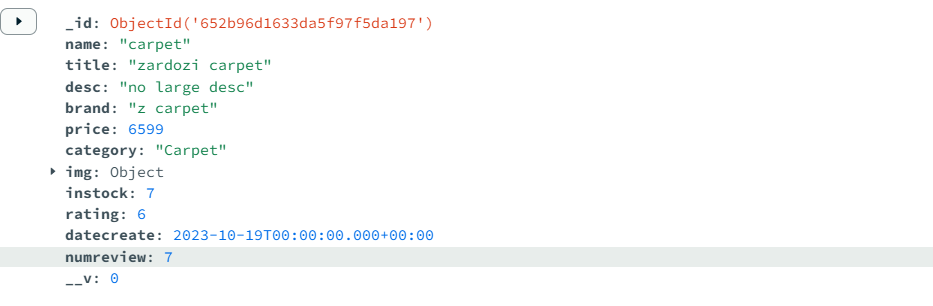 _id: ObjectId('652b96d1633da5f97f5da197')
name: "carpet"
title: "zardozi carpet"
desc: "no large desc"
brand: "z carpet"
price: 6599
category: "Carpet"
img: Object
instock: 7
rating: 6
datecreate: 2023-10-19T00:00:00.000+00:00
numreview: 7
__v: 0